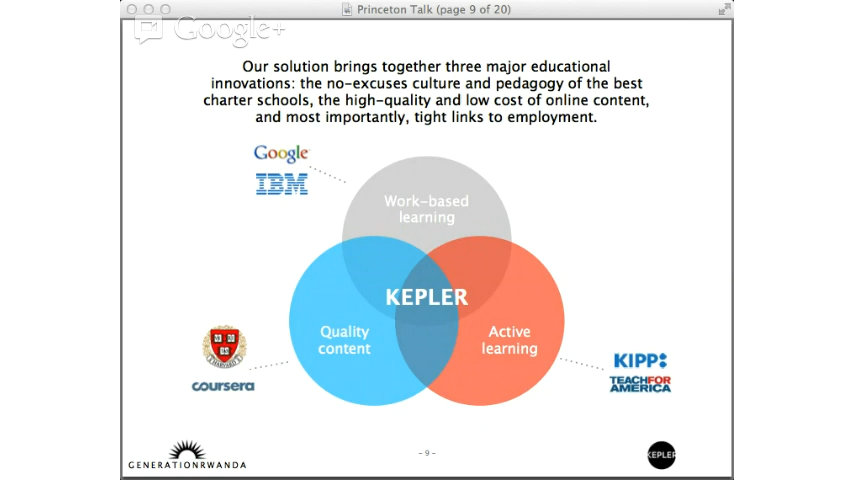 Princeton Talk (page 9 of 20)
Google+
Our solution brings together three major educational
innovations: the no-excuses culture and pedagogy of the best
charter schools, the high-quality and low cost of online content,
and most importantly, tight links to employment.
Google
IBM
Work-based
learning
KEPLER
Quality
content
Active
learning
HARVARD
coursera
KIPP:
TEACHFOR
AMERICA
GENERATIONRWANDA
- 9 -
KEPLER